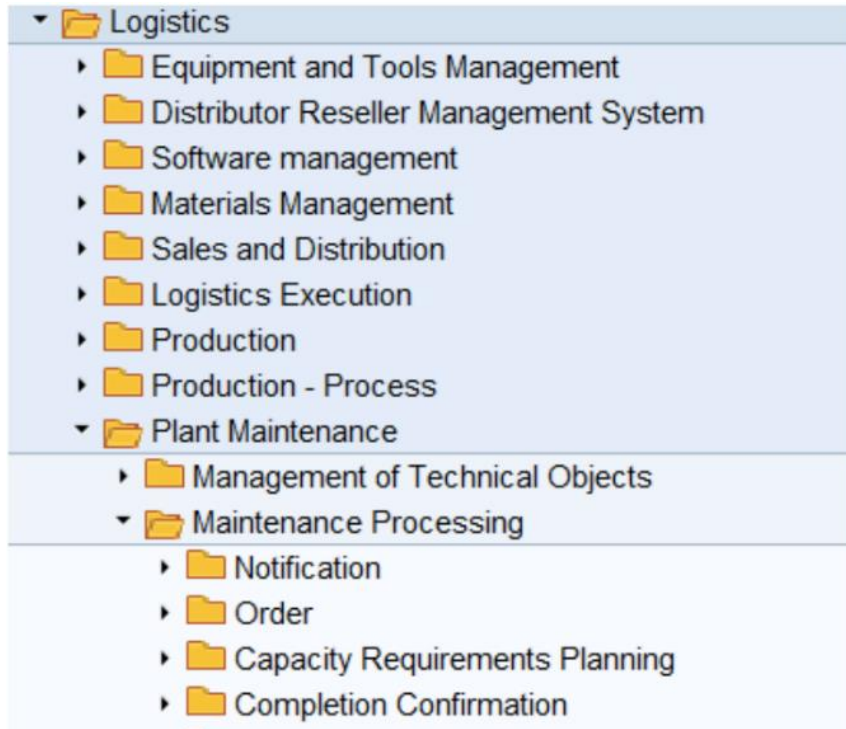 Logistics
Equipment and Tools Management
Distributor Reseller Management System
Software management
Materials Management
Sales and Distribution
Logistics Execution
Production
Production - Process
Plant Maintenance
Management of Technical Objects
Maintenance Processing
Notification
Order
Capacity Requirements Planning
Completion Confirmation